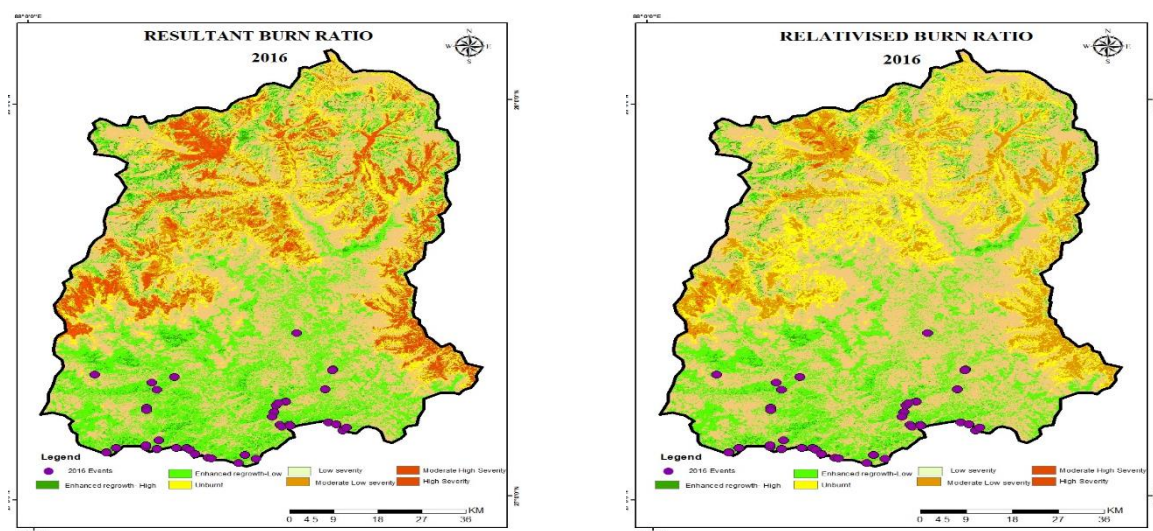 RESULTANT BURN RATIO
2016
N
W E
S
Legend
2016 Events
Enhanced regrowth-Low
Low severity
Moderate High Severity
Enhanced regrowth- High
Unburnt
Moderate Low severity
High Severity
0 4.5 9 18 27 36 KM
RELATIVISED BURN RATIO
2016
N
W E
S
Legend
2016 Events
Enhanced regrowth-Low
Low severity
Moderate High Severity
Enhanced regrowth- High
Unburnt
Moderate Low severity
High Severity
0 4.5 9 18 27 36 KM